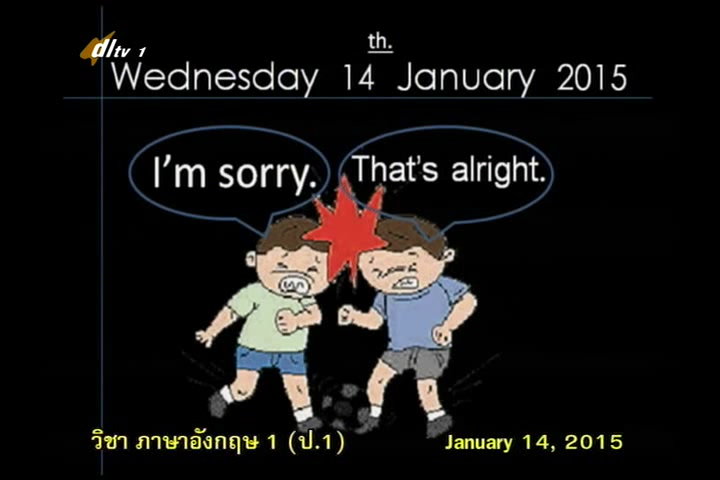 dltv 1
th.
Wednesday 14 January 2015
I'm sorry.
That's alright.
วิชา ภาษาอังกฤษ 1 (ป.1)
January 14, 2015